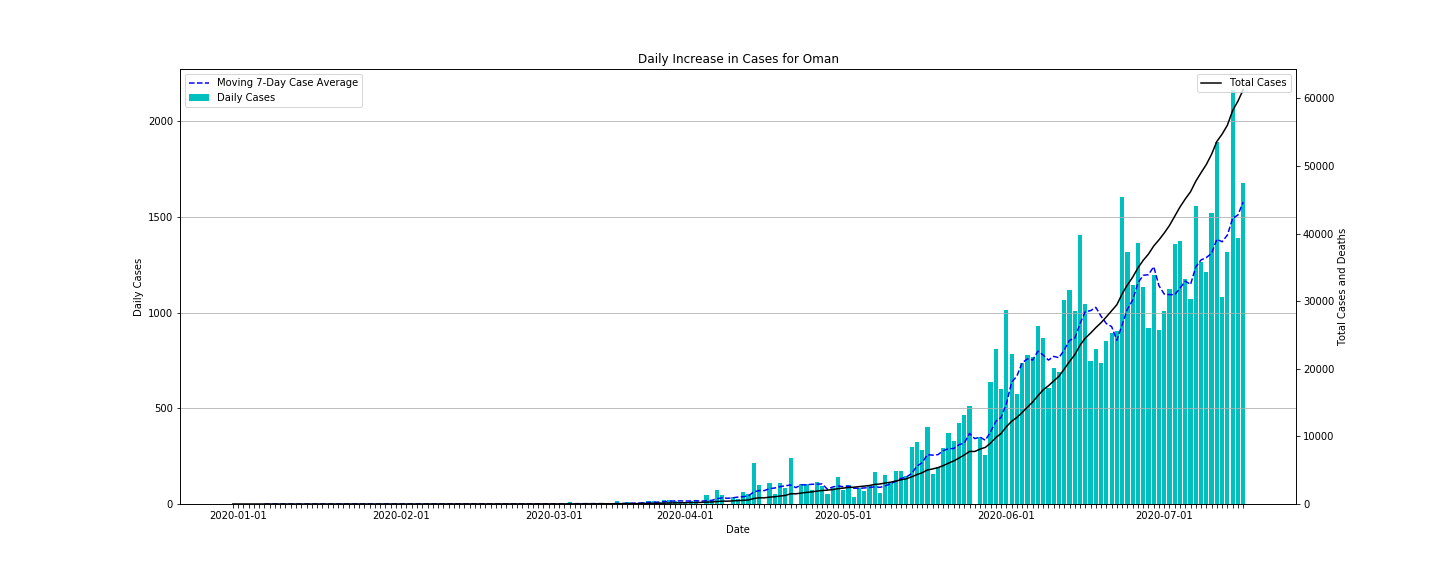 Daily Increase in Cases for Oman
Moving 7-Day Case Average
Daily Cases
Total Cases
2000
1500
1000
500
0
Daily Cases
60000
50000
40000
30000
20000
10000
0
Total Cases and Deaths
2020-01-01
2020-02-01
2020-03-01
2020-04-01
2020-05-01
2020-06-01
2020-07-01
Date